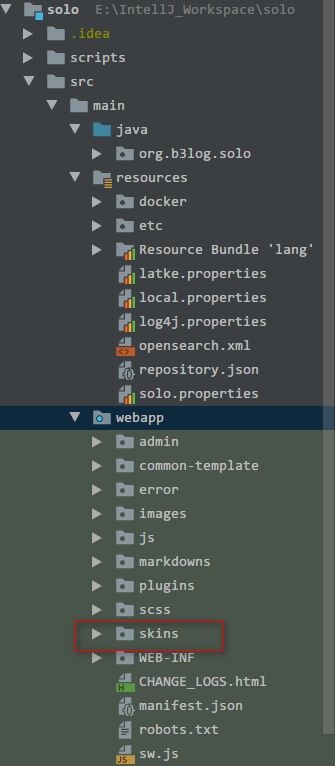 solo E:\IntellJ_Workspace\solo
.idea
scripts
src
main
java
org.b3log.solo
resources
docker
etc
Resource Bundle 'lang'
latke.properties
local.properties
log4j.properties
opensearch.xml
repository.json
solo.properties
webapp
admin
common-template
error
images
js
markdowns
plugins
scss
skins
WEB-INF
CHANGE_LOGS.html
manifest.json
robots.txt
sw.js